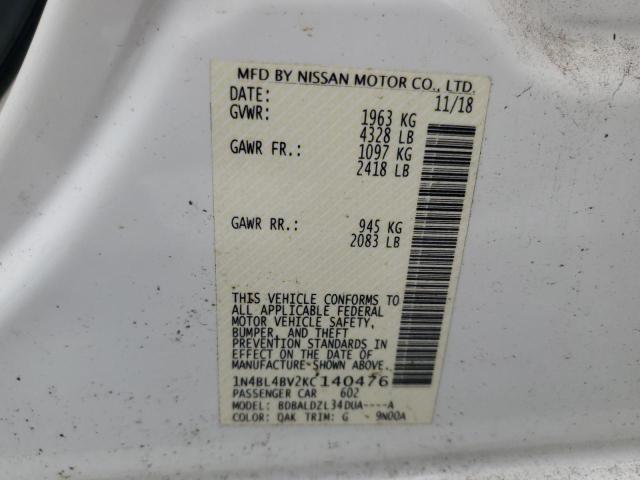 MFD BY NISSAN MOTOR CO., LTD.
DATE: 11/18
GVWR: 1963 KG
4328 LB
GAWR FR.: 1097 KG
2418 LB
GAWR RR.: 945 KG
2083 LB
THIS VEHICLE CONFORMS TO
ALL APPLICABLE FEDERAL
MOTOR VEHICLE SAFETY,
BUMPER, AND THEFT
PREVENTION STANDARDS IN
EFFECT ON THE DATE OF
MANUFACTURE SHOWN ABOVE.
1N4BL4BV2KC140476
PASSENGER CAR 602
MODEL: BDBALDZL34DUA----A
COLOR: QAK TRIM: G 9N00A